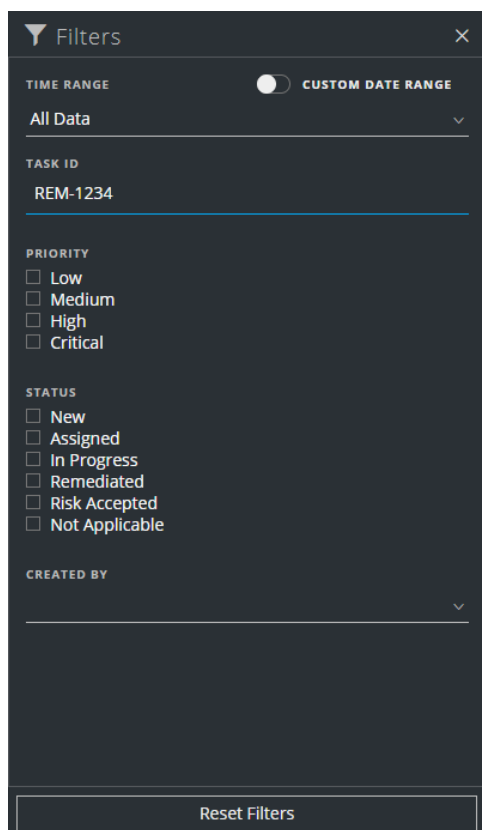 Filters
TIME RANGE CUSTOM DATE RANGE
All Data
TASK ID
REM-1234
PRIORITY
Low
Medium
High
Critical
STATUS
New
Assigned
In Progress
Remediated
Risk Accepted
Not Applicable
CREATED BY
Reset Filters